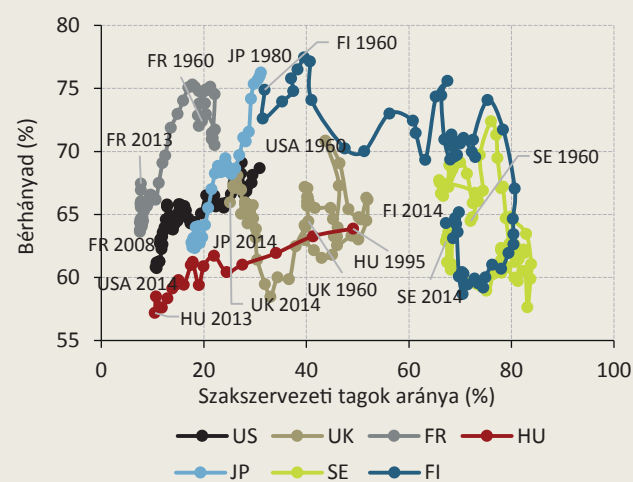 Bérhányad (%)
80
75
70
65
60
55
JP 1980
FI 1960
FR 1960
FR 2013
USA 1960
SE 1960
FI 2014
FR 2008
JP 2014
HU 1995
USA 2014
UK 1960
SE 2014
UK 2014
HU 2013
0 20 40 60 80 100
Szakszervezeti tagok aránya (%)
US UK FR HU
JP SE FI